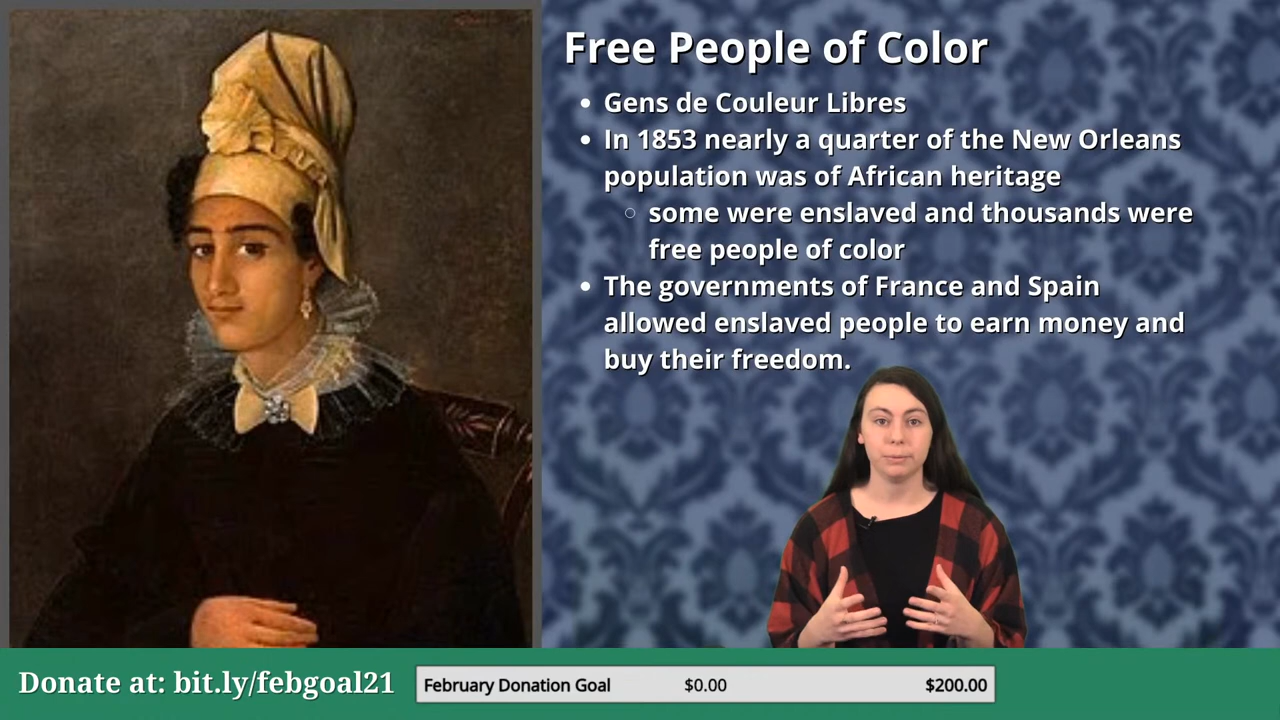 Free People of Color
• Gens de Couleur Libres
• In 1853 nearly a quarter of the New Orleans
population was of African heritage
○ some were enslaved and thousands were
free people of color
• The governments of France and Spain
allowed enslaved people to earn money and
buy their freedom.
Donate at: bit.ly/febgoal21
February Donation Goal $0.00 $200.00